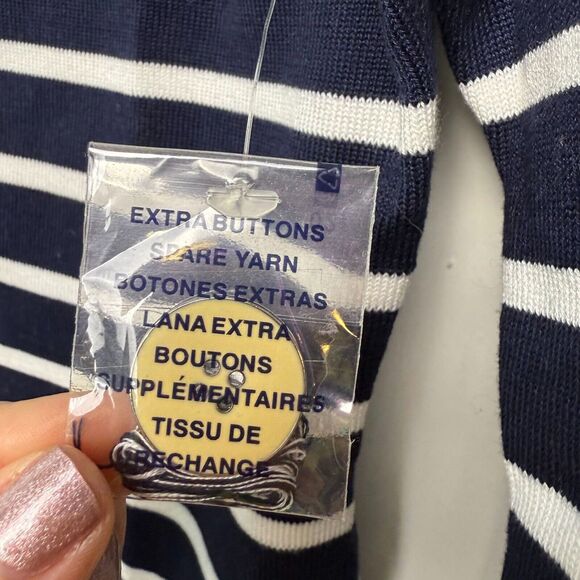 EXTRA BUTTONS
SPARE YARN
BOTONES EXTRAS
LANA EXTRA
BOUTONS
SUPPLÉMENTAIRES
TISSU DE
RECHANGE